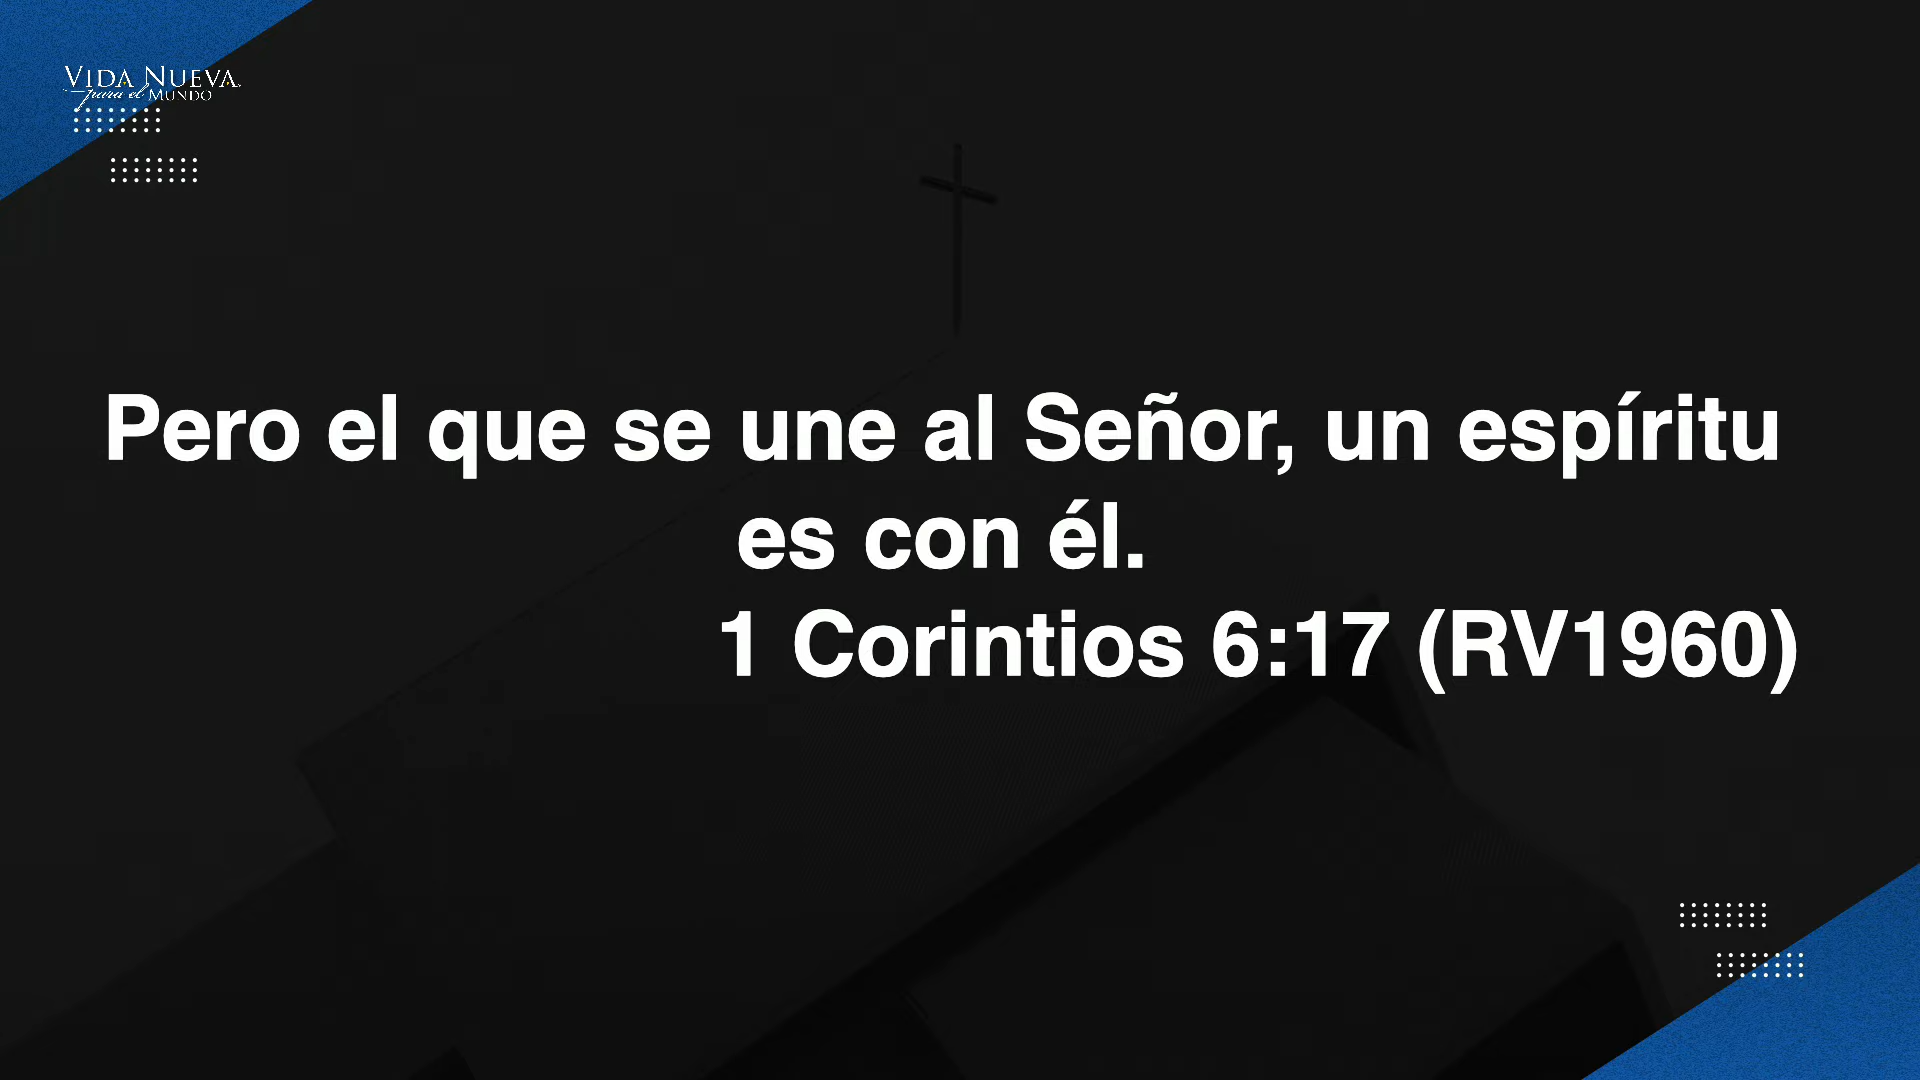 VIDA NUEVA
para el MUNDO
Pero el que se une al Señor, un espíritu
es con él.
1 Corintios 6:17 (RV1960)